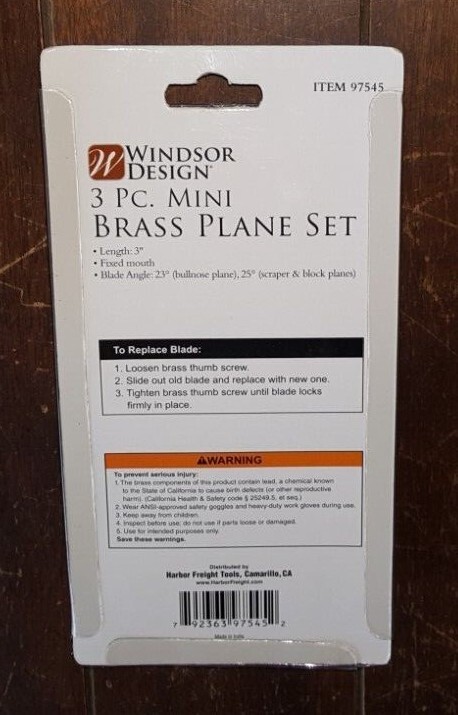 ITEM 97545
W WINDSOR
DESIGN®
3 PC. MINI
BRASS PLANE SET
• Length: 3"
• Fixed mouth
• Blade Angle: 23° (bullnose plane), 25° (scraper & block planes)
To Replace Blade:
1. Loosen brass thumb screw.
2. Slide out old blade and replace with new one.
3. Tighten brass thumb screw until blade locks
firmly in place.
⚠WARNING
To prevent serious injury:
1. The brass components of this product contain lead, a chemical known
to the State of California to cause birth defects (or other reproductive
harm). (California Health & Safety code § 25249.5, et seq.)
2. Wear ANSI-approved safety goggles and heavy-duty work gloves during use.
3. Keep away from children.
4. Inspect before use; do not use if parts loose or damaged.
5. Use for intended purposes only.
Save these warnings.
Distributed by
Harbor Freight Tools, Camarillo, CA
www.HarborFreight.com
7 92363 97545 2
Made in India